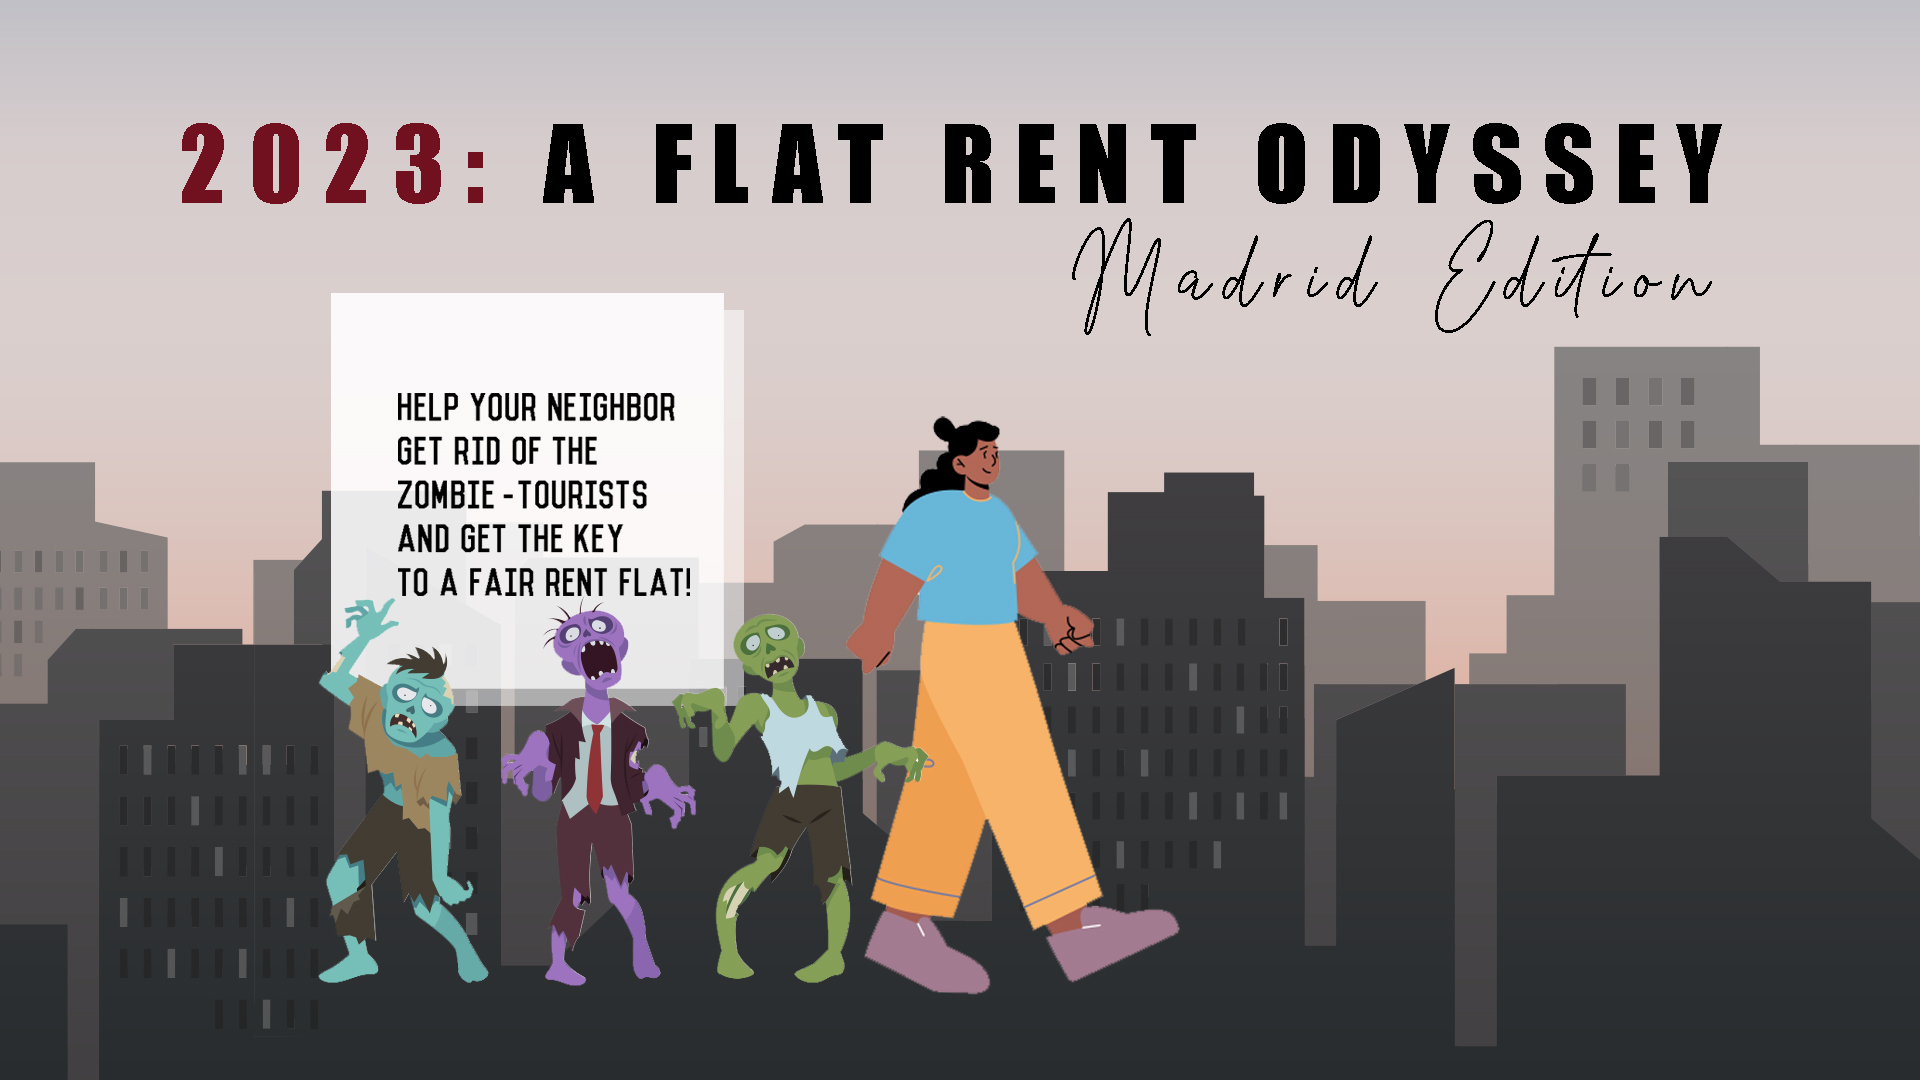 2023: A FLAT RENT ODYSSEY
Madrid Edition
HELP YOUR NEIGHBOR
GET RID OF THE
ZOMBIE-TOURISTS
AND GET THE KEY
TO A FAIR RENT FLAT!